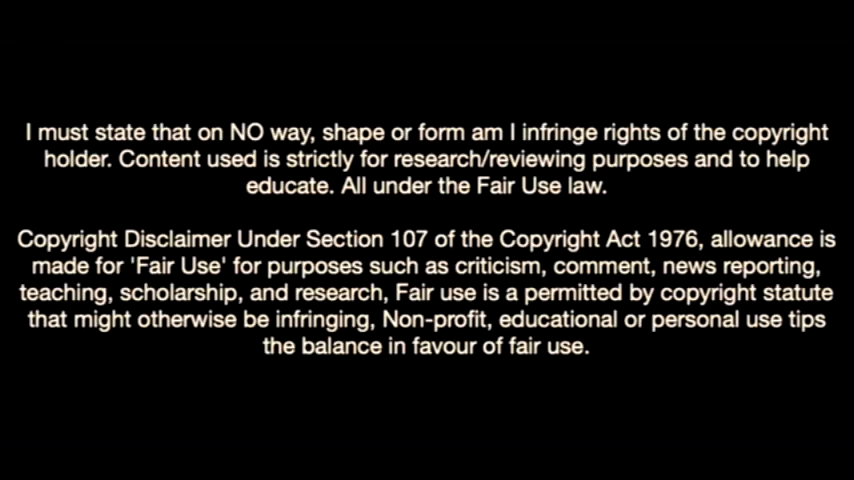 I must state that on NO way, shape or form am I infringe rights of the copyright
holder. Content used is strictly for research/reviewing purposes and to help
educate. All under the Fair Use law.
Copyright Disclaimer Under Section 107 of the Copyright Act 1976, allowance is
made for 'Fair Use' for purposes such as criticism, comment, news reporting,
teaching, scholarship, and research, Fair use is a permitted by copyright statute
that might otherwise be infringing, Non-profit, educational or personal use tips
the balance in favour of fair use.